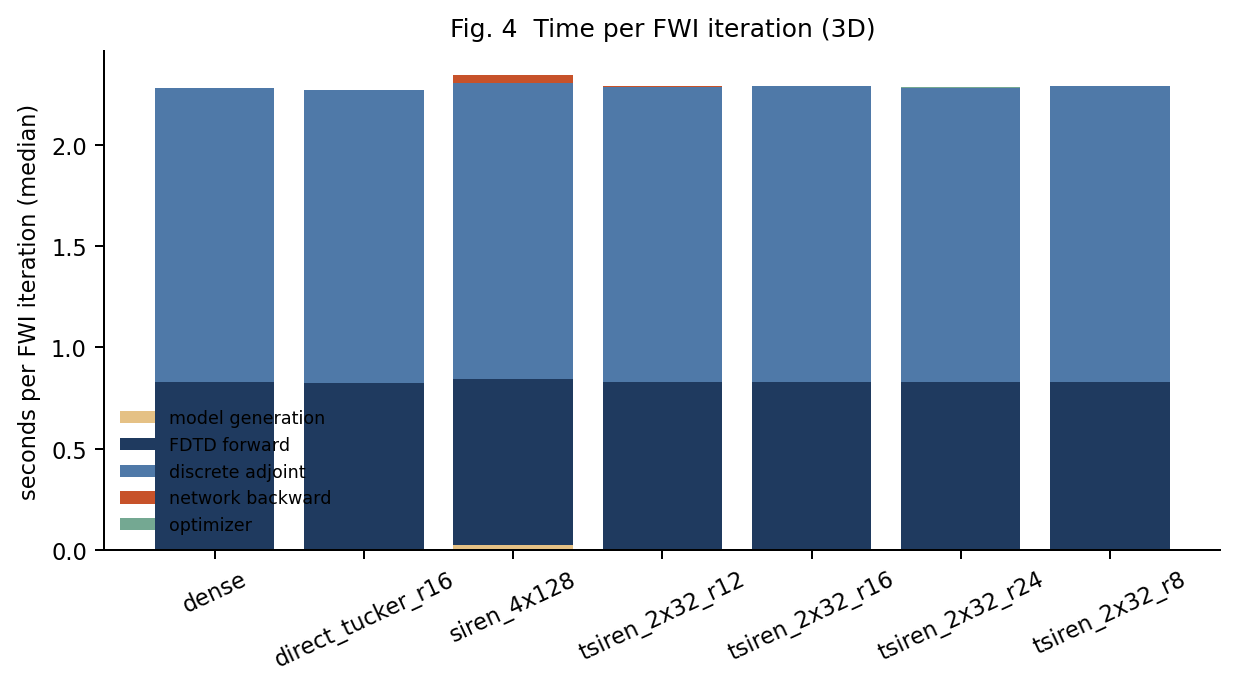 Fig. 4  Time per FWI iteration (3D)
seconds per FWI iteration (median)
2.0
1.5
1.0
0.5
0.0
model generation
FDTD forward
discrete adjoint
network backward
optimizer
dense
direct_tucker_r16
siren_4x128
tsiren_2x32_r12
tsiren_2x32_r16
tsiren_2x32_r24
tsiren_2x32_r8